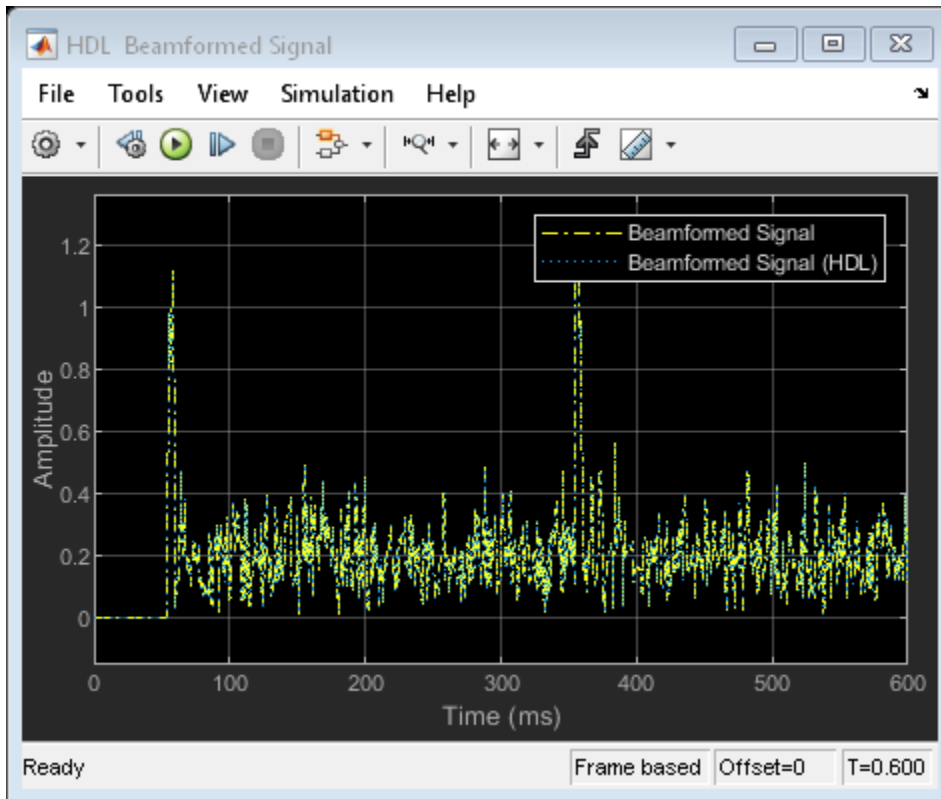 HDL Beamformed Signal
File Tools View Simulation Help
Beamformed Signal
Beamformed Signal (HDL)
1.2
1
0.8
0.6
0.4
0.2
0
Amplitude
0 100 200 300 400 500 600
Time (ms)
Ready Frame based Offset=0 T=0.600